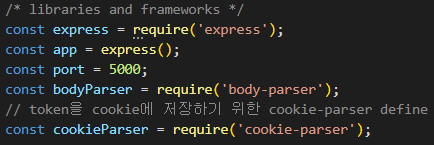 /* libraries and frameworks */
const express = require('express');
const app = express();
const port = 5000;
const bodyParser = require('body-parser');
// token을 cookie에 저장하기 위한 cookie-parser define
const cookieParser = require('cookie-parser');